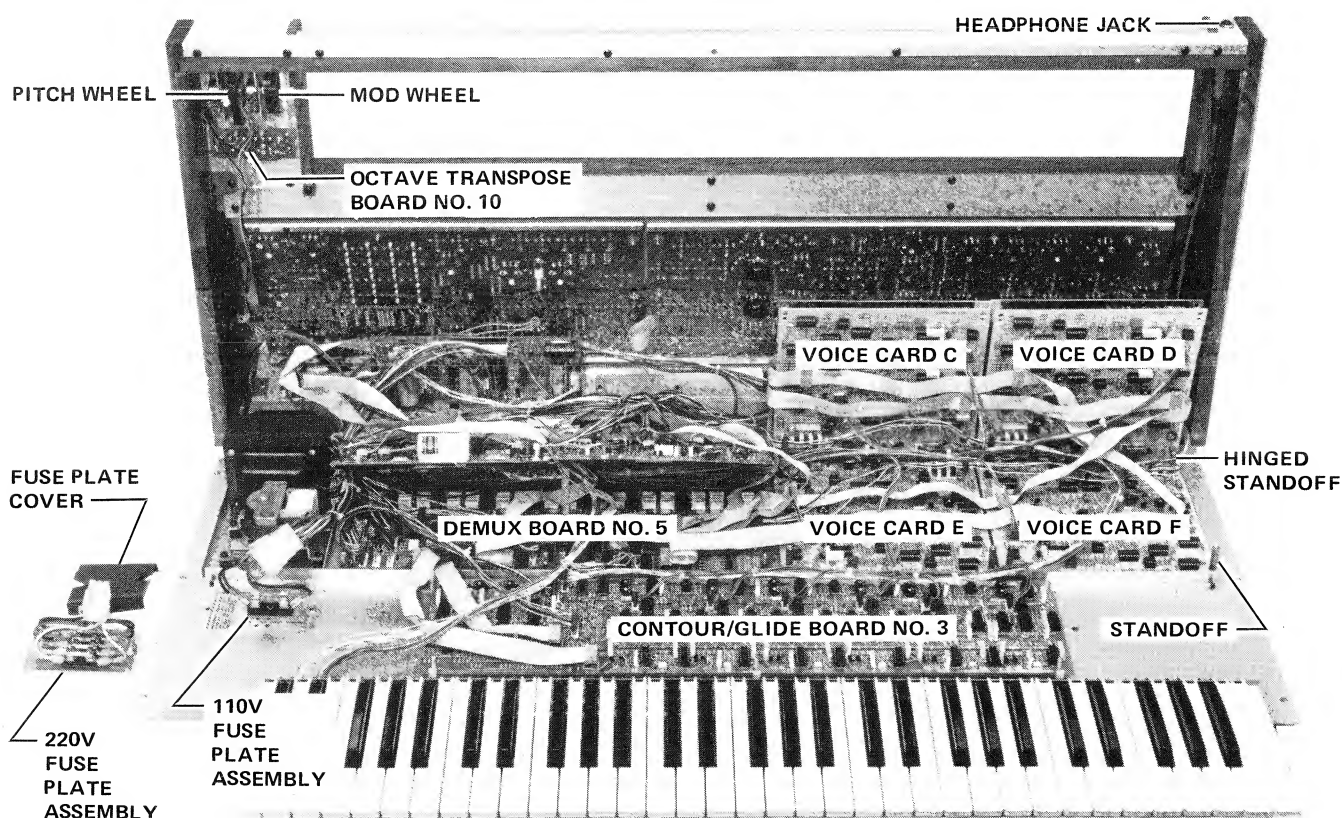 HEADPHONE JACK
PITCH WHEEL
MOD WHEEL
OCTAVE TRANSPOSE
BOARD NO. 10
VOICE CARD C
VOICE CARD D
FUSE PLATE
COVER
HINGED
STANDOFF
DEMUX BOARD NO. 5
VOICE CARD E
VOICE CARD F
CONTOUR/GLIDE BOARD NO. 3
STANDOFF
110V
FUSE
PLATE
ASSEMBLY
220V
FUSE
PLATE
ASSEMBLY